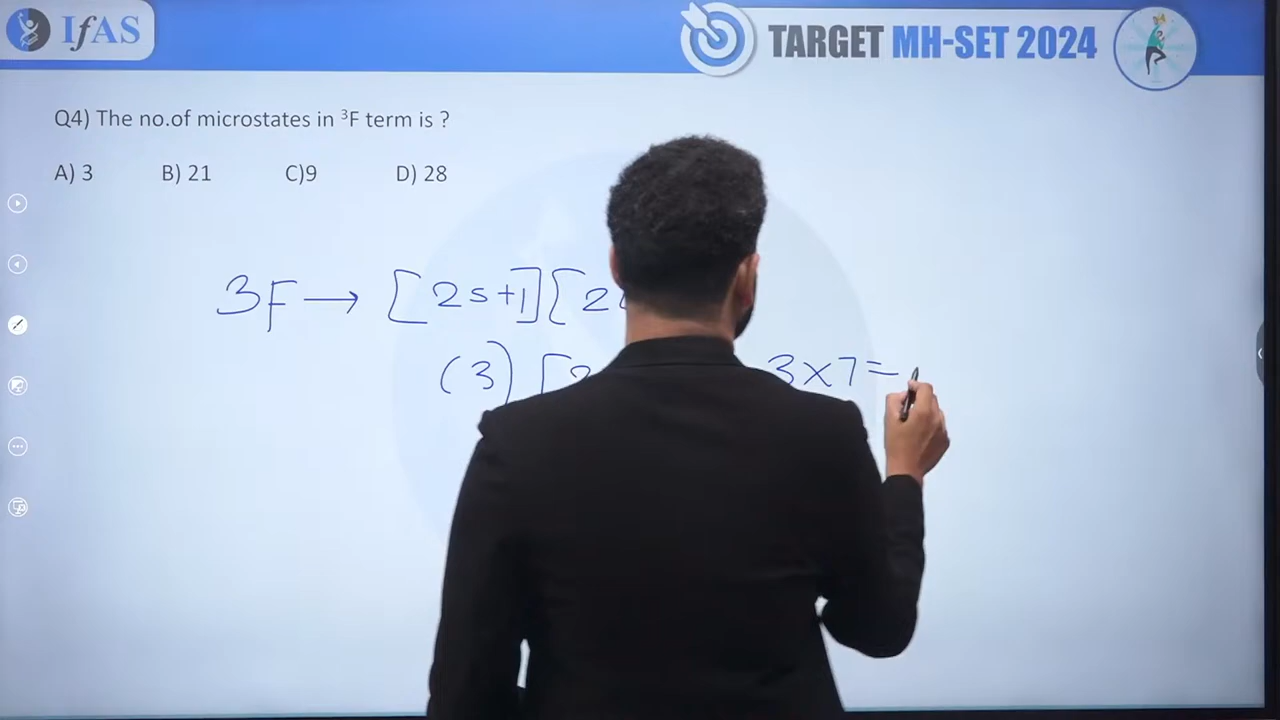 IfAS
TARGET MH-SET 2024
Q4) The no.of microstates in ³F term is ?
A) 3 B) 21 C)9 D) 28
3F → [2s+1][2
(3) [2 3×7=